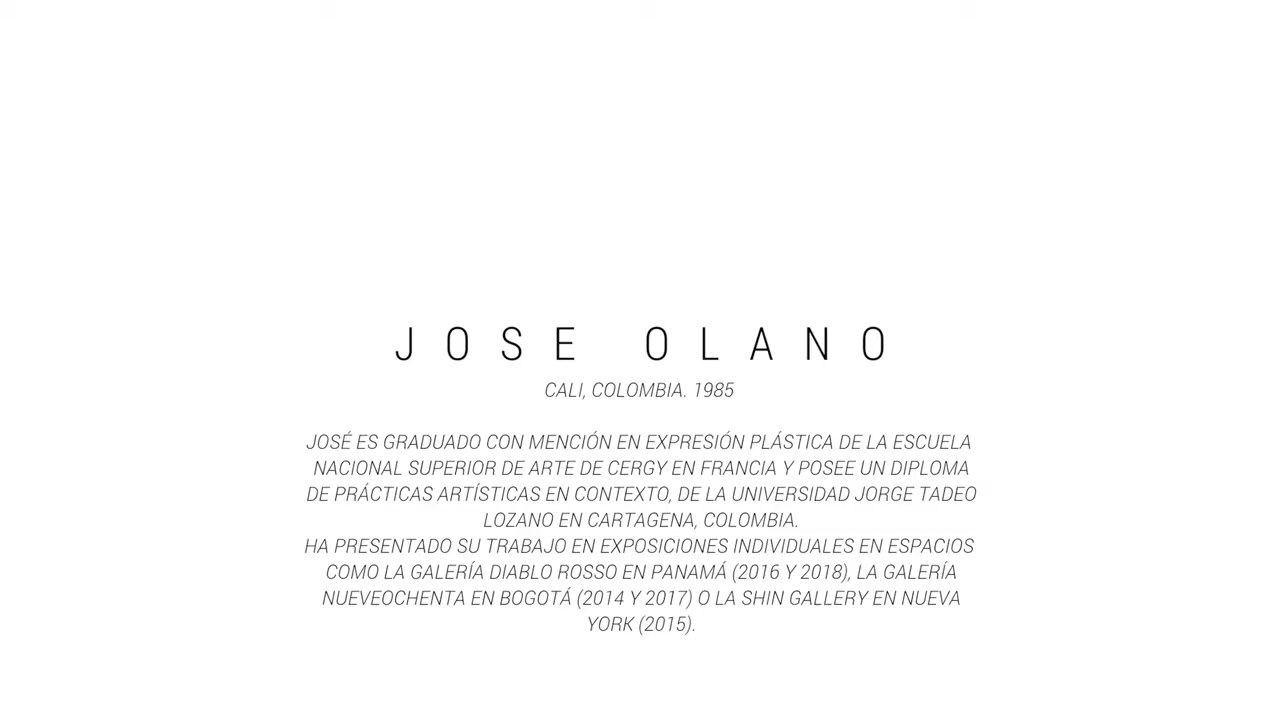 JOSE OLANO
CALI, COLOMBIA. 1985
JOSÉ ES GRADUADO CON MENCIÓN EN EXPRESIÓN PLÁSTICA DE LA ESCUELA
NACIONAL SUPERIOR DE ARTE DE CERGY EN FRANCIA Y POSEE UN DIPLOMA
DE PRÁCTICAS ARTÍSTICAS EN CONTEXTO, DE LA UNIVERSIDAD JORGE TADEO
LOZANO EN CARTAGENA, COLOMBIA.
HA PRESENTADO SU TRABAJO EN EXPOSICIONES INDIVIDUALES EN ESPACIOS
COMO LA GALERÍA DIABLO ROSSO EN PANAMÁ (2016 Y 2018), LA GALERÍA
NUEVEOCHENTA EN BOGOTÁ (2014 Y 2017) O LA SHIN GALLERY EN NUEVA
YORK (2015).